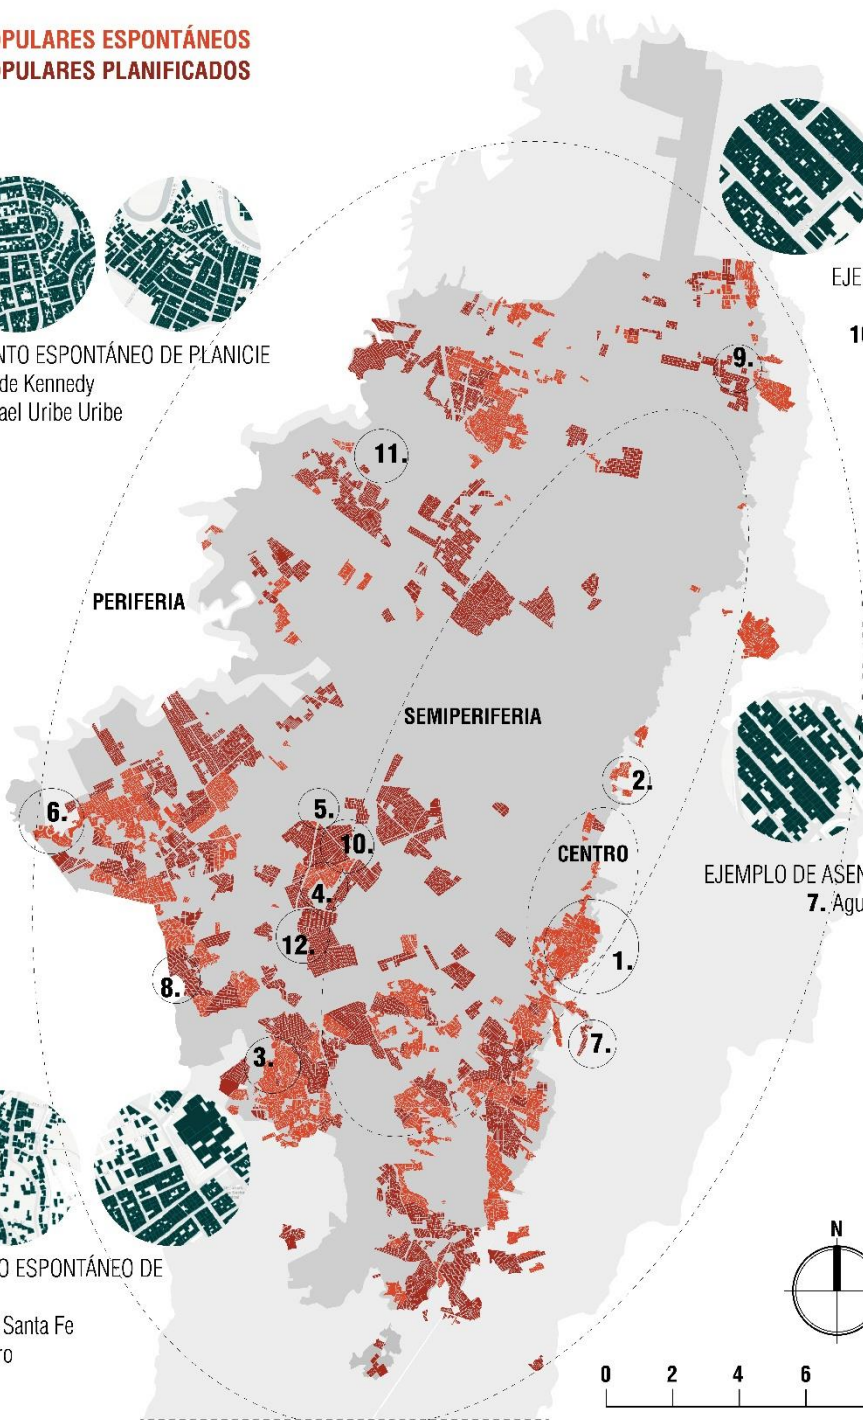 OPULARES ESPONTÁNEOS
OPULARES PLANIFICADOS
NTO ESPONTÁNEO DE PLANICIE
de Kennedy
ael Uribe Uribe
EJE
10
9.
11.
PERIFERIA
SEMIPERIFERIA
2.
6.
5.
10.
CENTRO
4.
EJEMPLO DE ASEN
7. Agu
12.
1.
8.
7.
3.
O ESPONTÁNEO DE
Santa Fe
ro
N
0 2 4 6